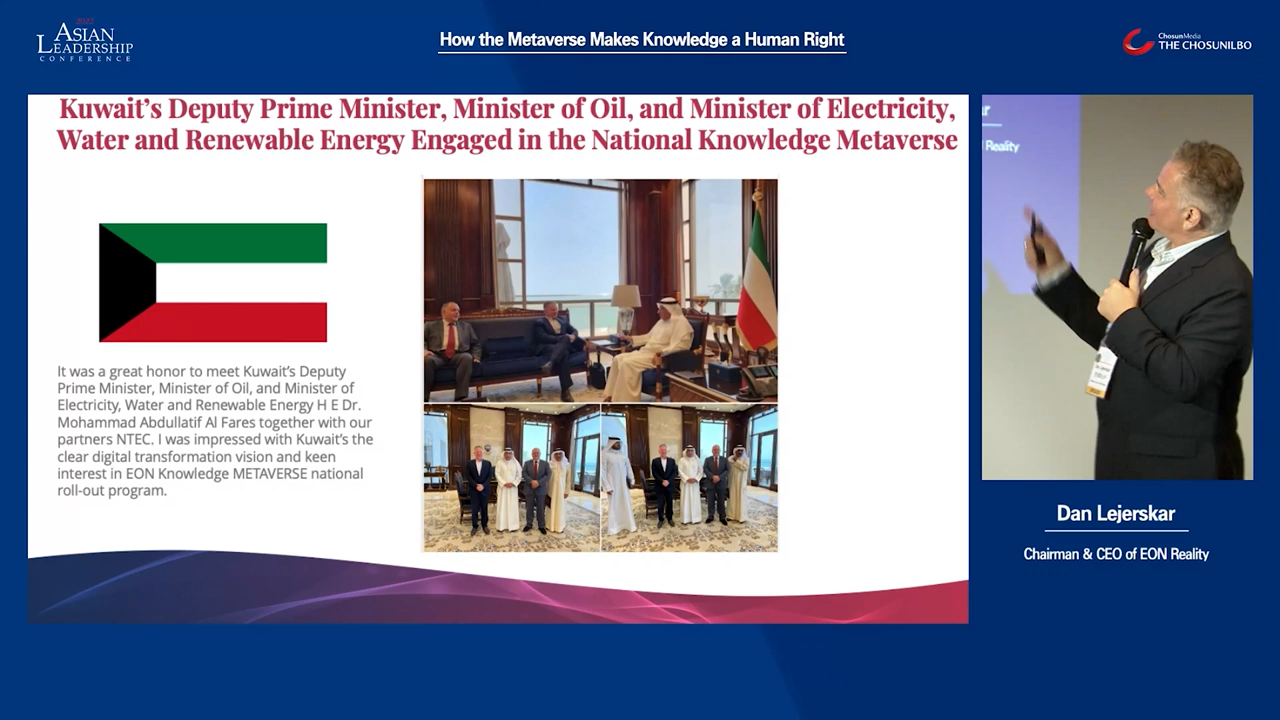 2022
ASIAN
LEADERSHIP
CONFERENCE
How the Metaverse Makes Knowledge a Human Right
ChosunMedia
THE CHOSUNILBO
Kuwait's Deputy Prime Minister, Minister of Oil, and Minister of Electricity,
Water and Renewable Energy Engaged in the National Knowledge Metaverse
It was a great honor to meet Kuwait's Deputy
Prime Minister, Minister of Oil, and Minister of
Electricity, Water and Renewable Energy H E Dr.
Mohammad Abdullatif Al Fares together with our
partners NTEC. I was impressed with Kuwait's the
clear digital transformation vision and keen
interest in EON Knowledge METAVERSE national
roll-out program.
Reality
Dan Lejerskar
Chairman & CEO of EON Reality